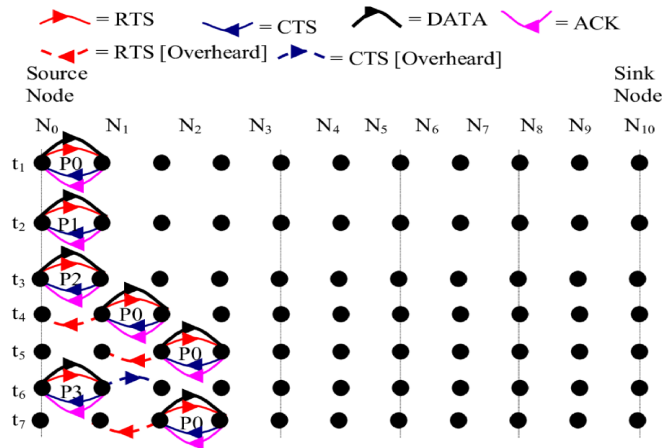 = RTS = CTS = DATA = ACK
= RTS [Overheard] = CTS [Overheard]
Source Node Sink Node
N0 N1 N2 N3 N4 N5 N6 N7 N8 N9 N10
t1 P0
t2 P1
t3 P2
t4 P0
t5 P0
t6 P3
t7 P0